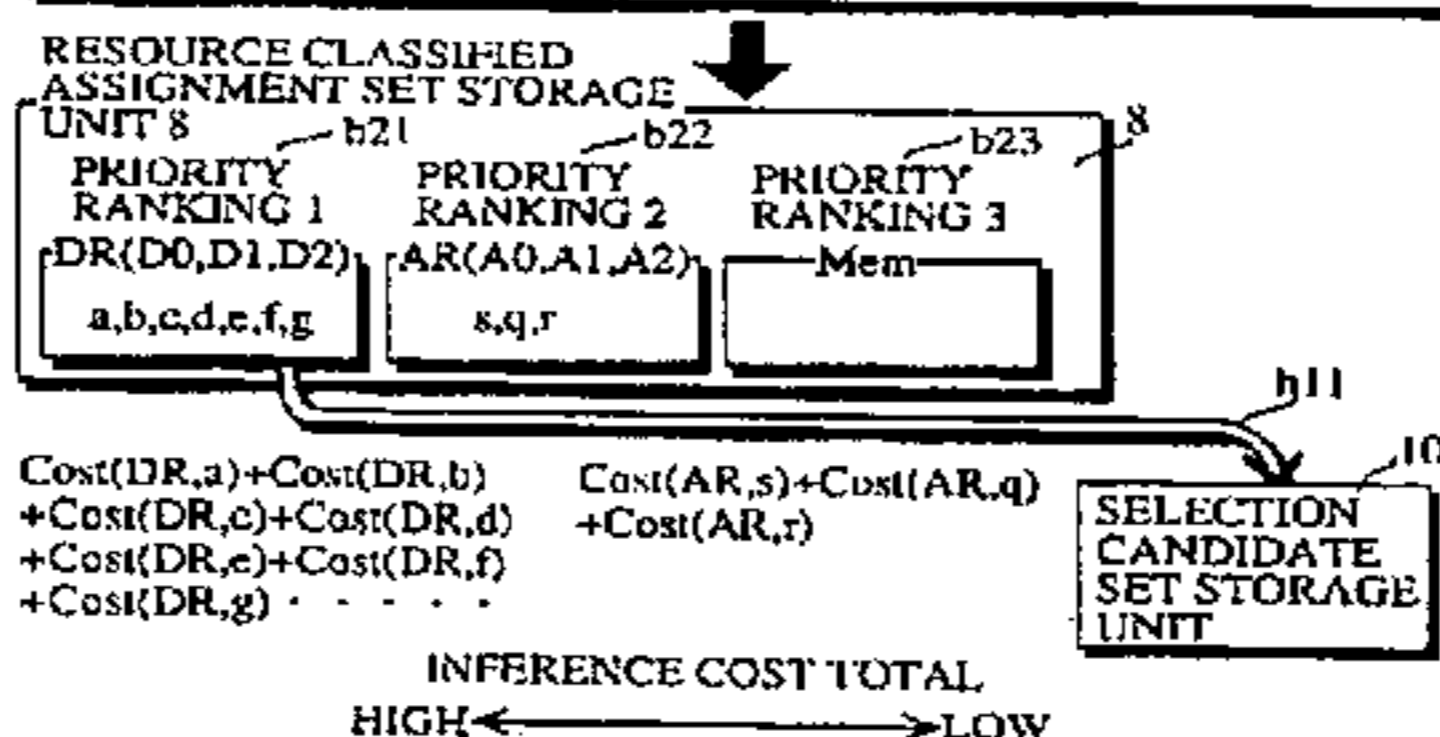 RESOURCE CLASSIFIED
ASSIGNMENT SET STORAGE
UNIT 8
b21
b22
b23
8
PRIORITY
RANKING 1
PRIORITY
RANKING 2
PRIORITY
RANKING 3
DR(D0,D1,D2)
AR(A0,A1,A2)
Mem
a,b,c,d,e,f,g
s,q,r
h11
10
Cost(DR,a)+Cost(DR,b)
+Cost(DR,c)+Cost(DR,d)
+Cost(DR,e)+Cost(DR,f)
+Cost(DR,g) - - - - -
Cost(AR,s)+Cost(AR,q)
+Cost(AR,r)
SELECTION
CANDIDATE
SET STORAGE
UNIT
INFERENCE COST TOTAL
HIGH LOW